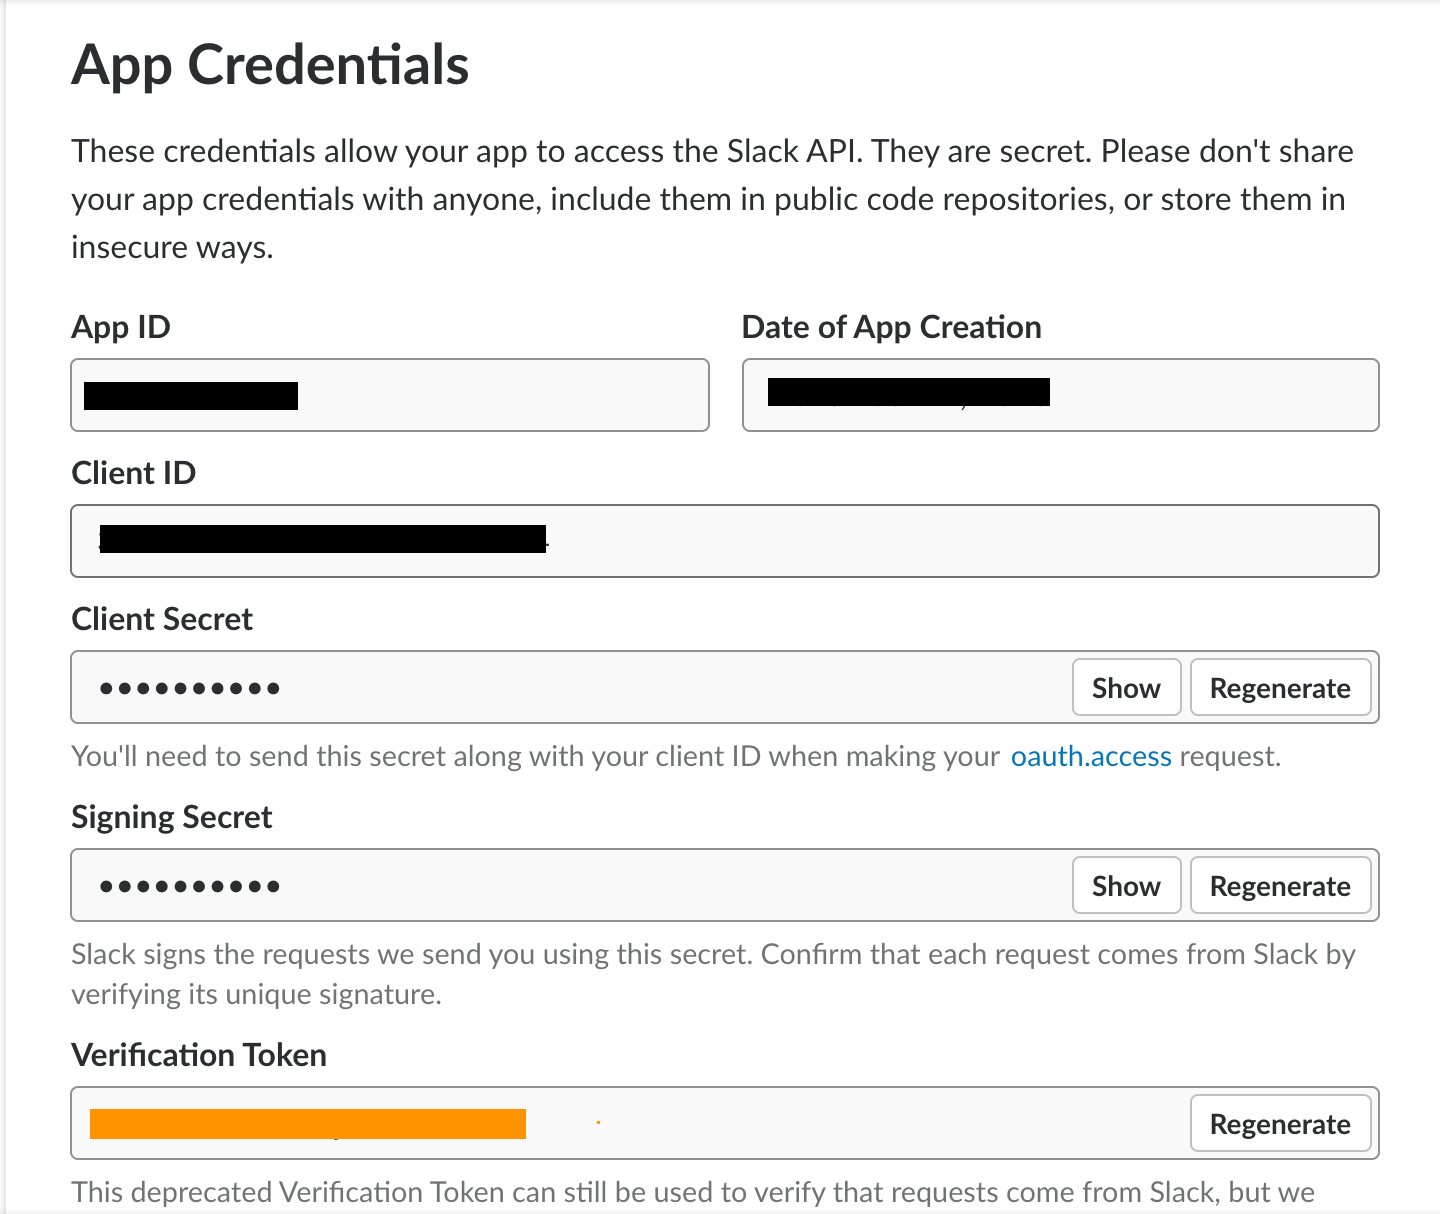 App Credentials
These credentials allow your app to access the Slack API. They are secret. Please don't share
your app credentials with anyone, include them in public code repositories, or store them in
insecure ways.
App ID
Date of App Creation
Client ID
Client Secret
••••••••••
Show
Regenerate
You'll need to send this secret along with your client ID when making your oauth.access request.
Signing Secret
••••••••••
Show
Regenerate
Slack signs the requests we send you using this secret. Confirm that each request comes from Slack by
verifying its unique signature.
Verification Token
Regenerate
This deprecated Verification Token can still be used to verify that requests come from Slack, but we